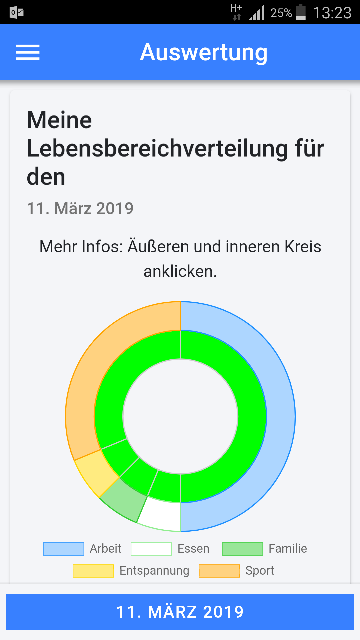 H+ 25% 13:23
Auswertung
Meine
Lebensbereichverteilung für
den
11. März 2019
Mehr Infos: Äußeren und inneren Kreis
anklicken.
Arbeit Essen Familie
Entspannung Sport
11. MÄRZ 2019